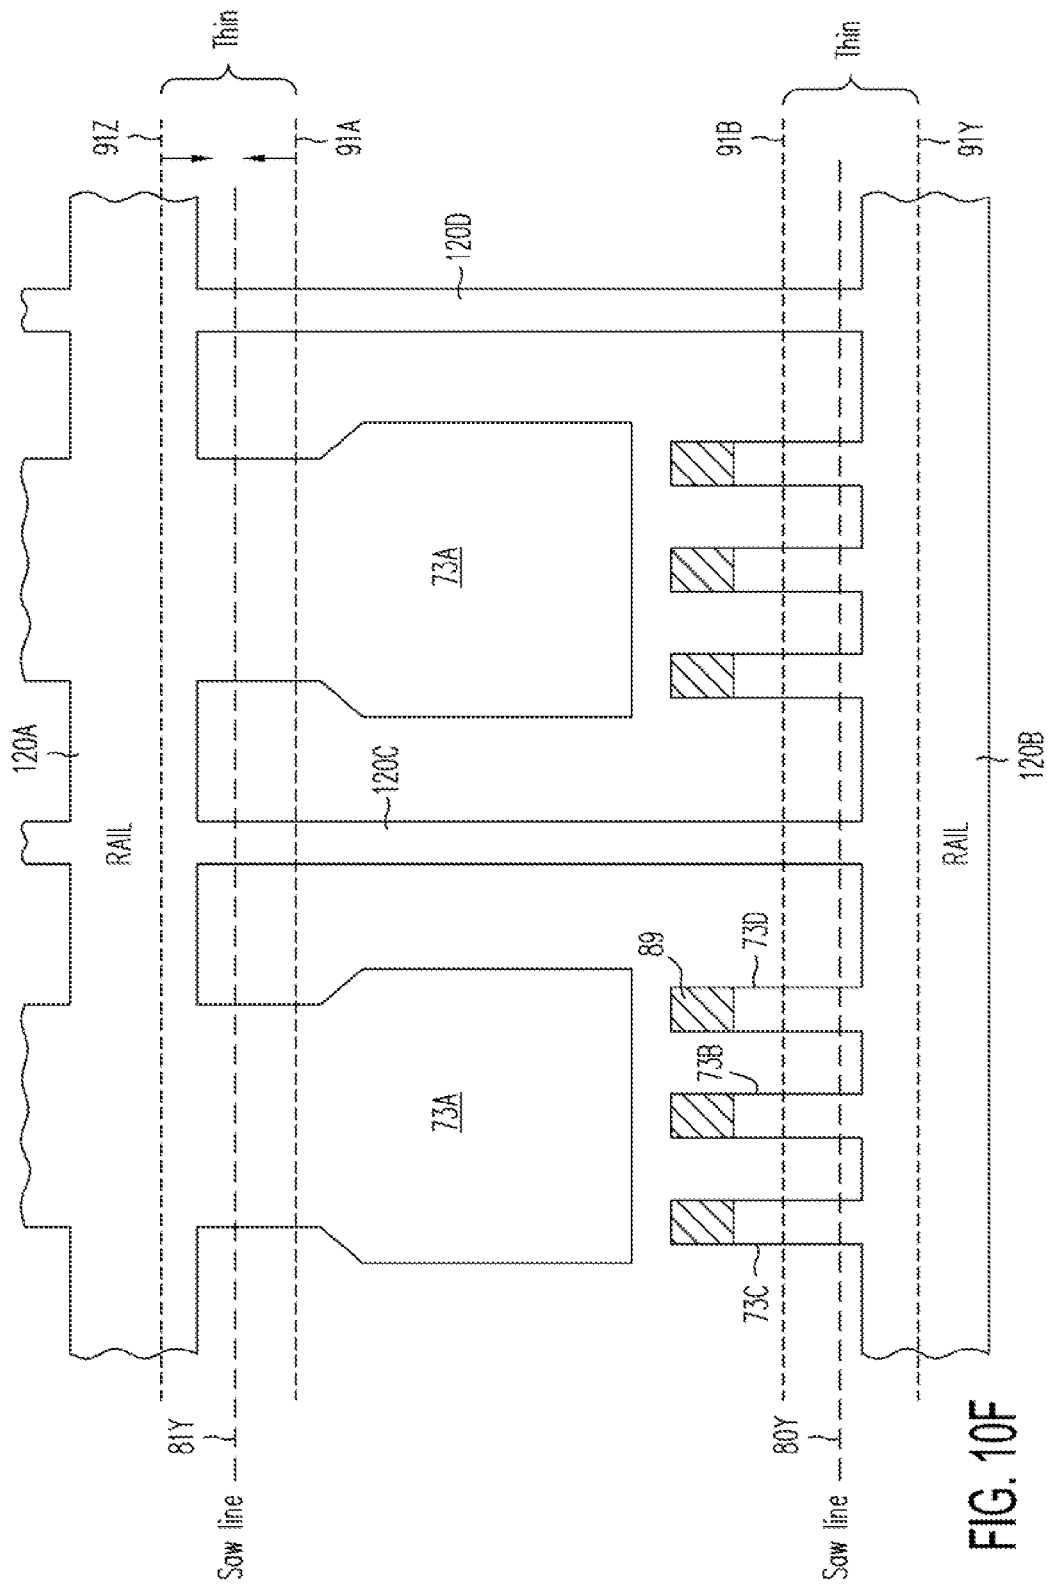 Thin
91Z
91A
91B
Thin
91Y
120D
73A
120A
120C
RAIL
120B
RAIL
89
73D
73B
73A
73C
81Y
Saw line
80Y
Saw line
FIG. 10F